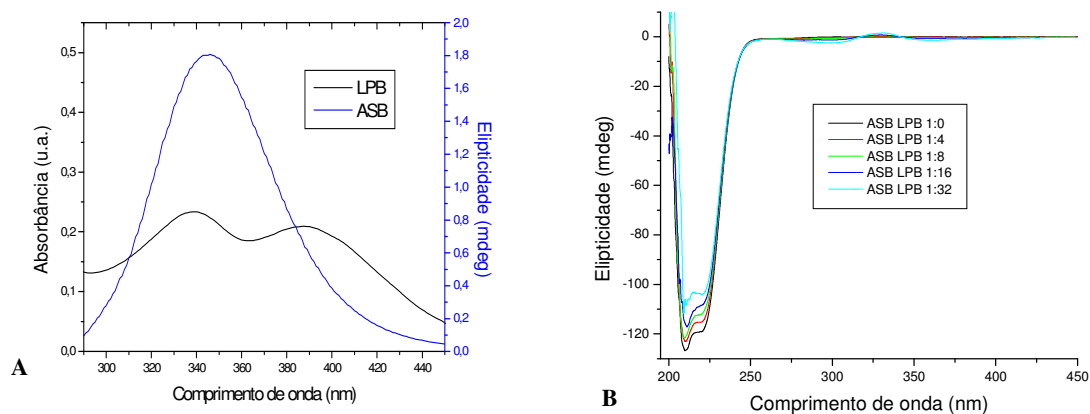 0,5
0,4
0,3
0,2
0,1
0,0
Absorbância (u.a.)
300 320 340 360 380 400 420 440
Comprimento de onda (nm)
LPB
ASB
2,0
1,8
1,6
1,4
1,2
1,0
0,8
0,6
0,4
0,2
0,0
Elipticidade (mdeg)
A
0
-20
-40
-60
-80
-100
-120
Elipticidade (mdeg)
200 250 300 350 400 450
Comprimento de onda (nm)
ASB LPB 1:0
ASB LPB 1:4
ASB LPB 1:8
ASB LPB 1:16
ASB LPB 1:32
B